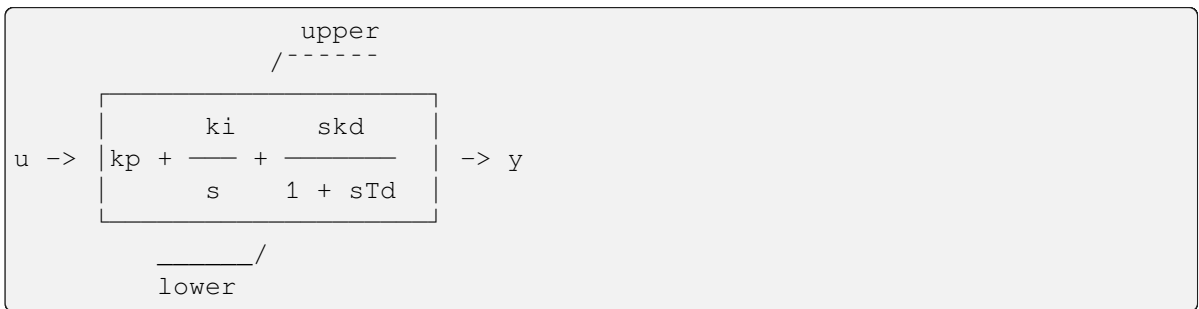 upper
/¯¯¯¯¯¯
ki skd
u -> │kp + ─── + ─────── │ -> y
s 1 + sTd
______/
lower